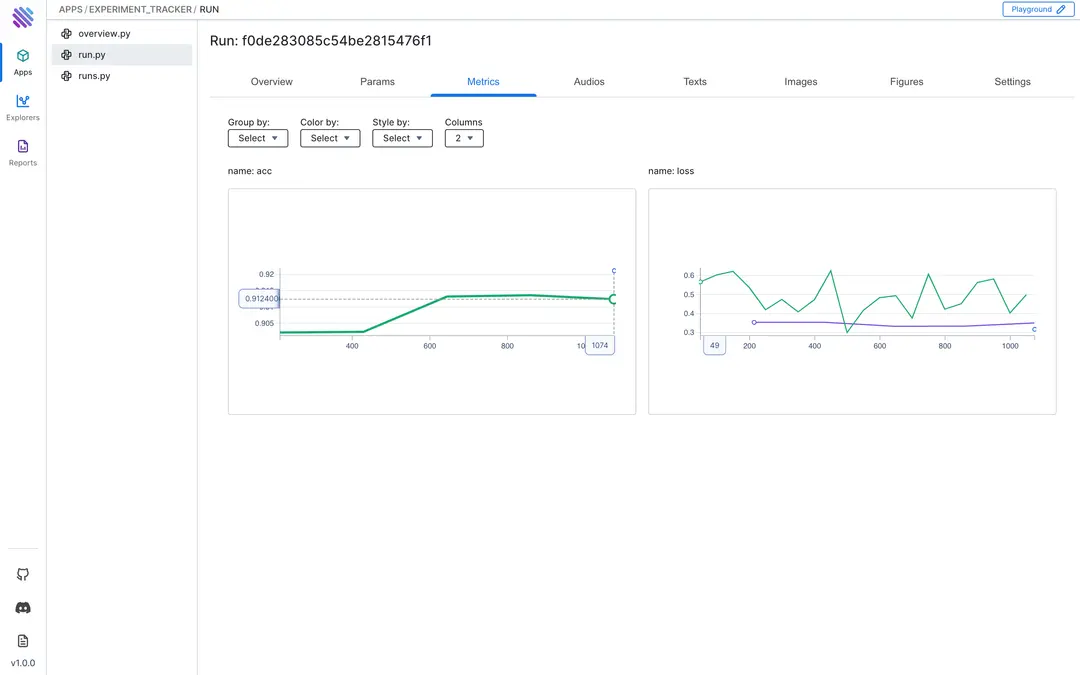 APPS / EXPERIMENT_TRACKER / RUN
Playground
Apps
Explorers
Reports
v1.0.0
overview.py
run.py
runs.py
Run: f0de283085c54be2815476f1
Overview Params Metrics Audios Texts Images Figures Settings
Group by: Color by: Style by: Columns
Select Select Select 2
name: acc
0.92
0.912400
0.905
400 600 800 1074
name: loss
0.6
0.5
0.4
0.3
49 200 400 600 800 1000